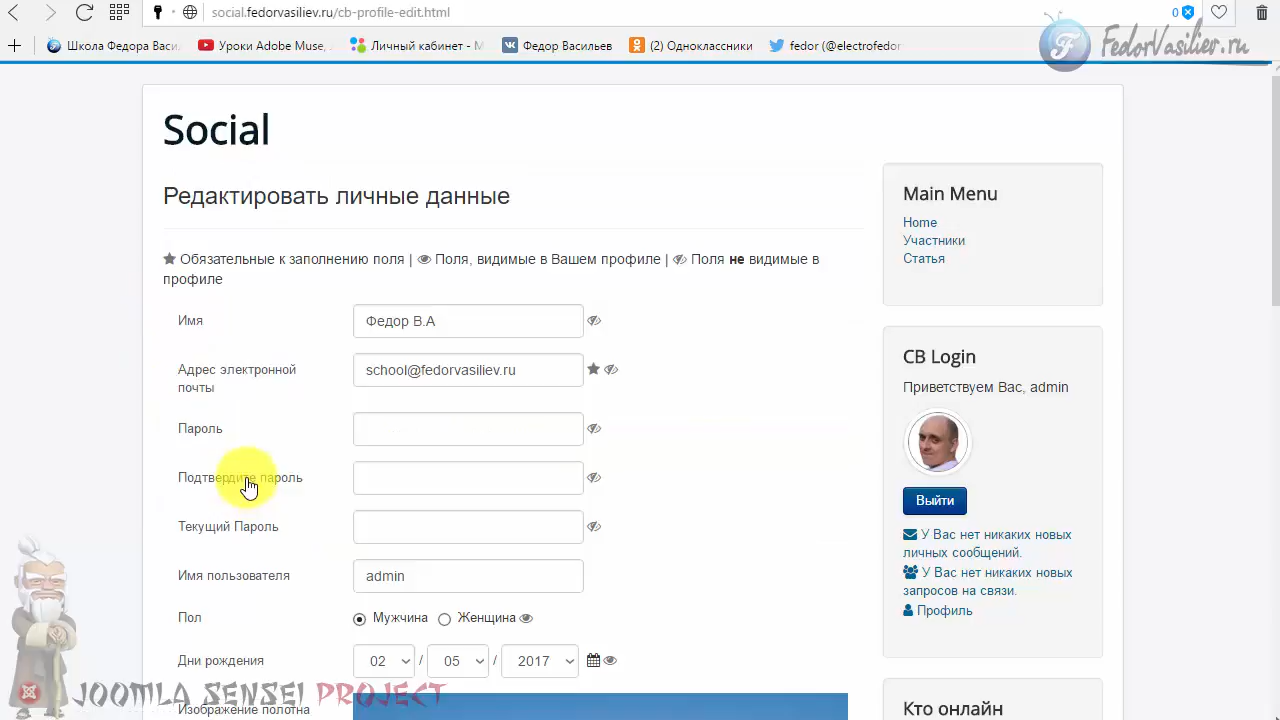 social.fedorvasiliev.ru/cb-profile-edit.html
0
Школа Федора Васи.
Уроки Adobe Muse,
Личный кабинет - M
Федор Васильев
(2) Одноклассники
fedor (@electrofedor
FedorVasiliev.ru
Social
Редактировать личные данные
Обязательные к заполнению поля | Поля, видимые в Вашем профиле | Поля не видимые в
профиле
Имя
Федор В.А
Адрес электронной
почты
school@fedorvasiliev.ru
Пароль
Подтвердите пароль
Текущий Пароль
Имя пользователя
admin
Пол
Мужчина
Женщина
Дни рождения
02 / 05 / 2017
Изображение полотна
Main Menu
Home
Участники
Статья
CB Login
Приветствуем Вас, admin
Выйти
У Вас нет никаких новых
личных сообщений.
У Вас нет никаких новых
запросов на связи.
Профиль
Кто онлайн
JOOMLA SENSEI PROJECT